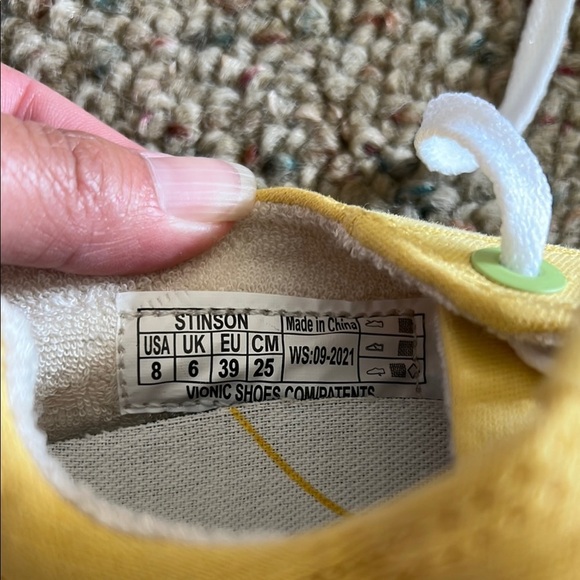 STINSON Made in China
USA UK EU CM
8 6 39 25 WS:09-2021
VIONIC SHOES.COM/PATENTS